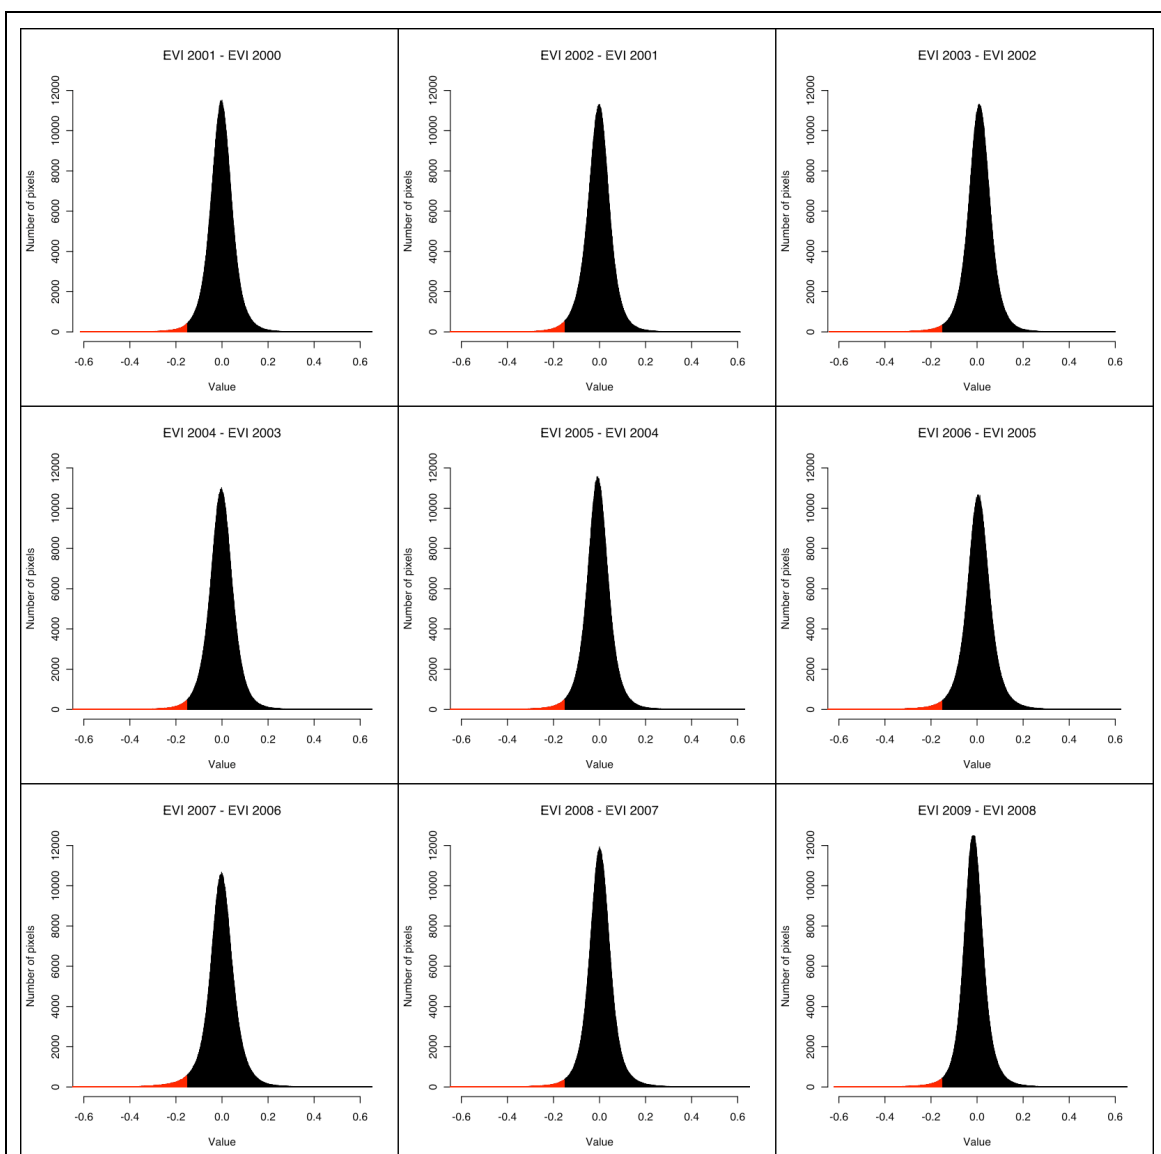 EVI 2001 - EVI 2000
Number of pixels
0 2000 4000 6000 8000 10000 12000
-0.6 -0.4 -0.2 0.0 0.2 0.4 0.6
Value
EVI 2002 - EVI 2001
Number of pixels
0 2000 4000 6000 8000 10000 12000
-0.6 -0.4 -0.2 0.0 0.2 0.4 0.6
Value
EVI 2003 - EVI 2002
Number of pixels
0 2000 4000 6000 8000 10000 12000
-0.6 -0.4 -0.2 0.0 0.2 0.4 0.6
Value
EVI 2004 - EVI 2003
Number of pixels
0 2000 4000 6000 8000 10000 12000
-0.6 -0.4 -0.2 0.0 0.2 0.4 0.6
Value
EVI 2005 - EVI 2004
Number of pixels
0 2000 4000 6000 8000 10000 12000
-0.6 -0.4 -0.2 0.0 0.2 0.4 0.6
Value
EVI 2006 - EVI 2005
Number of pixels
0 2000 4000 6000 8000 10000 12000
-0.6 -0.4 -0.2 0.0 0.2 0.4 0.6
Value
EVI 2007 - EVI 2006
Number of pixels
0 2000 4000 6000 8000 10000 12000
-0.6 -0.4 -0.2 0.0 0.2 0.4 0.6
Value
EVI 2008 - EVI 2007
Number of pixels
0 2000 4000 6000 8000 10000 12000
-0.6 -0.4 -0.2 0.0 0.2 0.4 0.6
Value
EVI 2009 - EVI 2008
Number of pixels
0 2000 4000 6000 8000 10000 12000
-0.6 -0.4 -0.2 0.0 0.2 0.4 0.6
Value